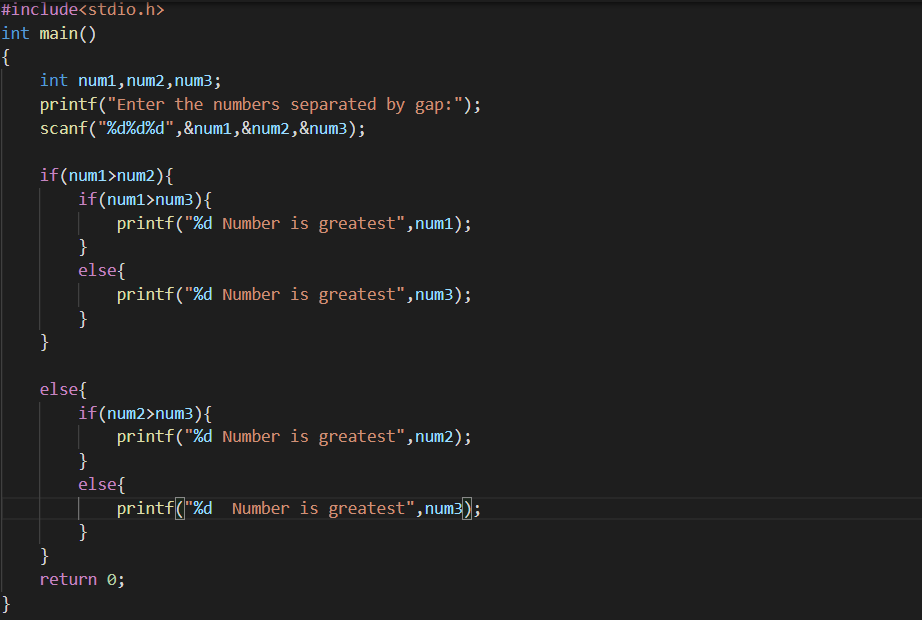 #include<stdio.h>
int main()
{
    int num1,num2,num3;
    printf("Enter the numbers separated by gap:");
    scanf("%d%d%d",&num1,&num2,&num3);

    if(num1>num2){
        if(num1>num3){
            printf("%d Number is greatest",num1);
        }
        else{
            printf("%d Number is greatest",num3);
        }
    }

    else{
        if(num2>num3){
            printf("%d Number is greatest",num2);
        }
        else{
            printf("%d  Number is greatest",num3);
        }
    }
    return 0;
}